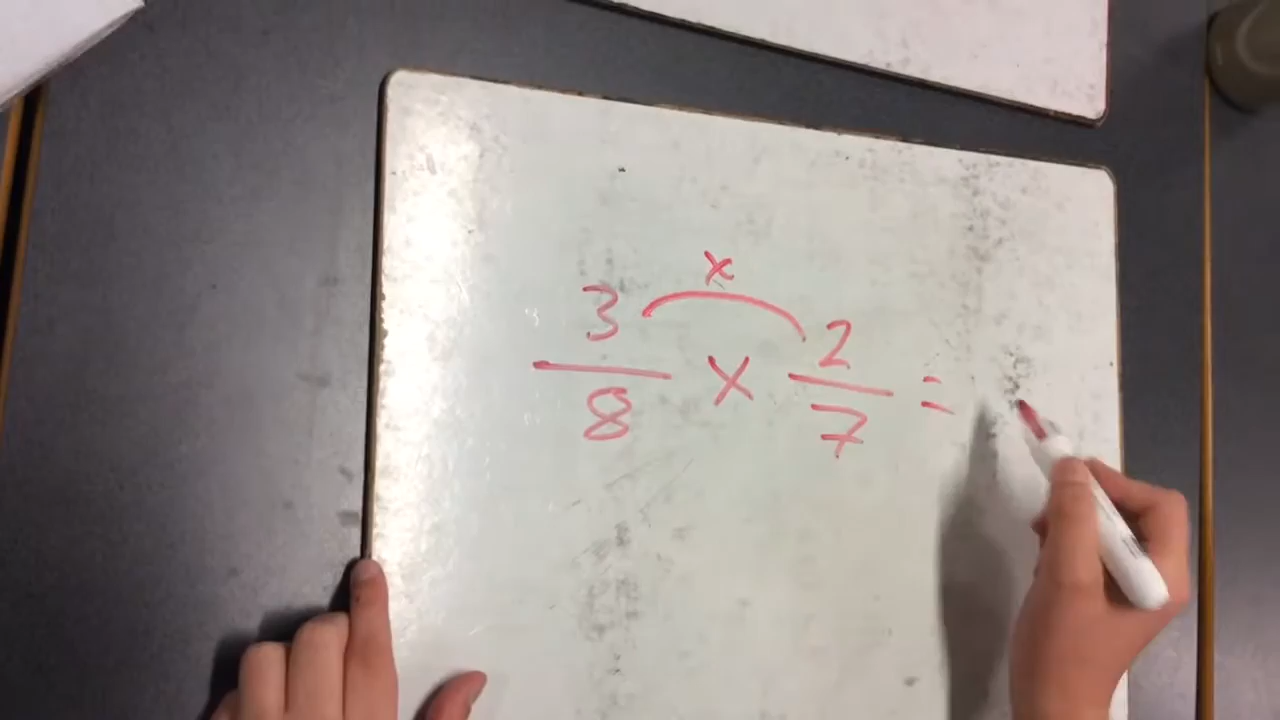 x
3 2
— x — =
8 7